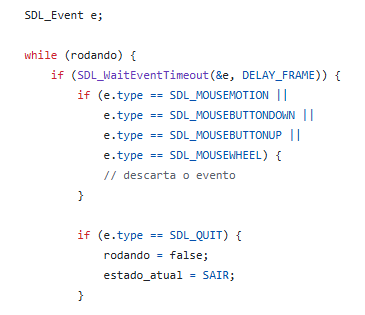 SDL_Event e;
while (rodando) {
if (SDL_WaitEventTimeout(&e, DELAY_FRAME)) {
if (e.type == SDL_MOUSEMOTION ||
e.type == SDL_MOUSEBUTTONDOWN ||
e.type == SDL_MOUSEBUTTONUP ||
e.type == SDL_MOUSEWHEEL) {
// descarta o evento
}
if (e.type == SDL_QUIT) {
rodando = false;
estado_atual = SAIR;
}